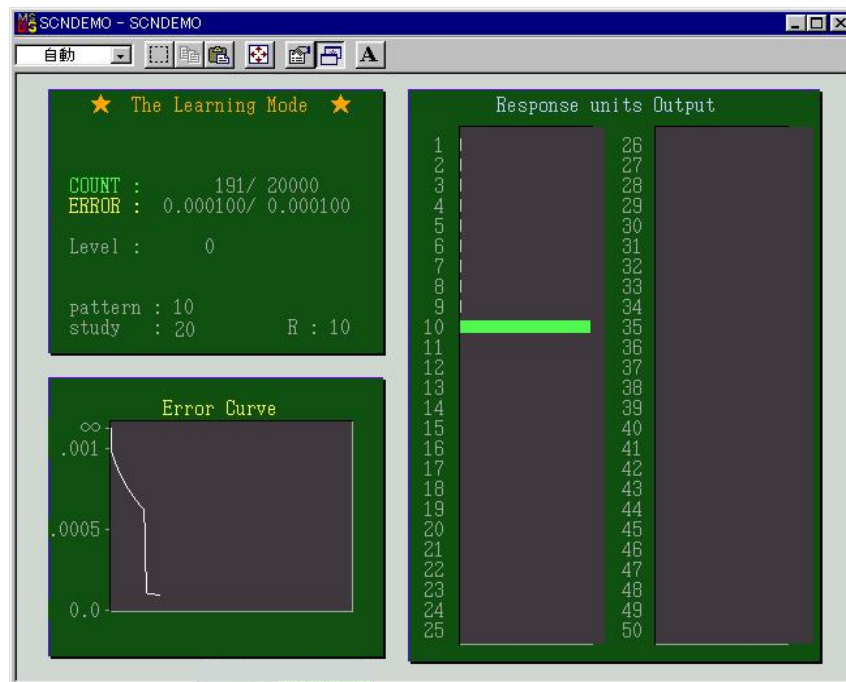 SCNDEMO - SCNDEMO
自動
A
★ The Learning Mode ★
COUNT : 191/ 20000
ERROR : 0.000100/ 0.000100
Level : 0
pattern : 10
study : 20 R : 10
Error Curve
∞
.001
.0005
0.0
Response units Output
1 26
2 27
3 28
4 29
5 30
6 31
7 32
8 33
9 34
10 35
11 36
12 37
13 38
14 39
15 40
16 41
17 42
18 43
19 44
20 45
21 46
22 47
23 48
24 49
25 50